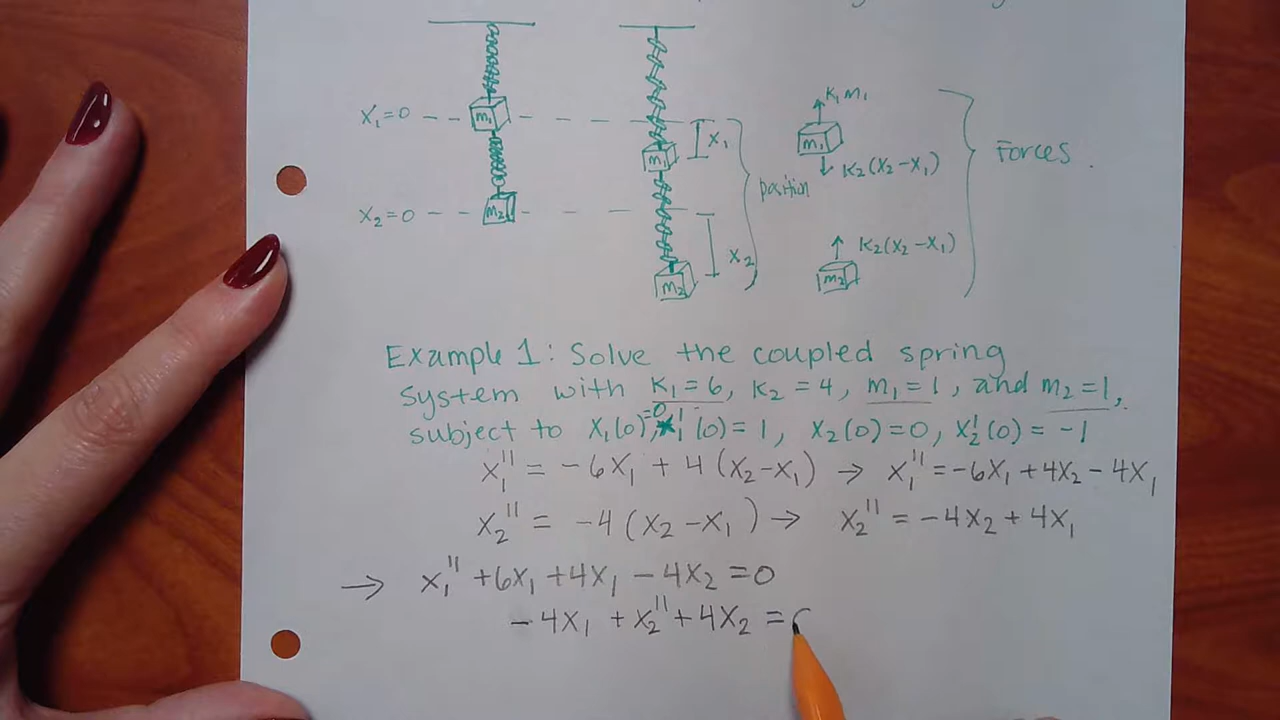 x₁=0
m₁
x₂=0
m₂
m₁
x₁
m₂
x₂
position
K₁m₁
m₁
K₂(x₂-x₁)
K₂(x₂-x₁)
m₂
Forces.
Example 1: Solve the coupled spring
system with K₁=6, K₂=4, m₁=1, and m₂=1,
subject to x₁(0)=0, x₁'(0)=1, x₂(0)=0, x₂'(0)=-1
x₁''=-6x₁+4(x₂-x₁) → x₁''=-6x₁+4x₂-4x₁
x₂''=-4(x₂-x₁) → x₂''=-4x₂+4x₁
→ x₁''+6x₁+4x₁-4x₂=0
-4x₁+x₂''+4x₂=